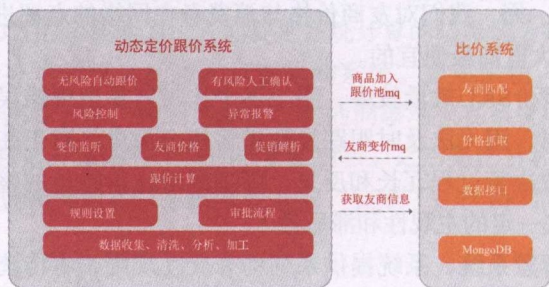 动态定价跟价系统
无风险自动跟价 有风险人工确认
风险控制 异常报警
变价监听 友商价格 促销解析
跟价计算
规则设置 审批流程
数据收集、清洗、分析、加工
商品加入
跟价池mq
友商变价mq
获取友商信息
比价系统
友商匹配
价格抓取
数据接口
MongoDB